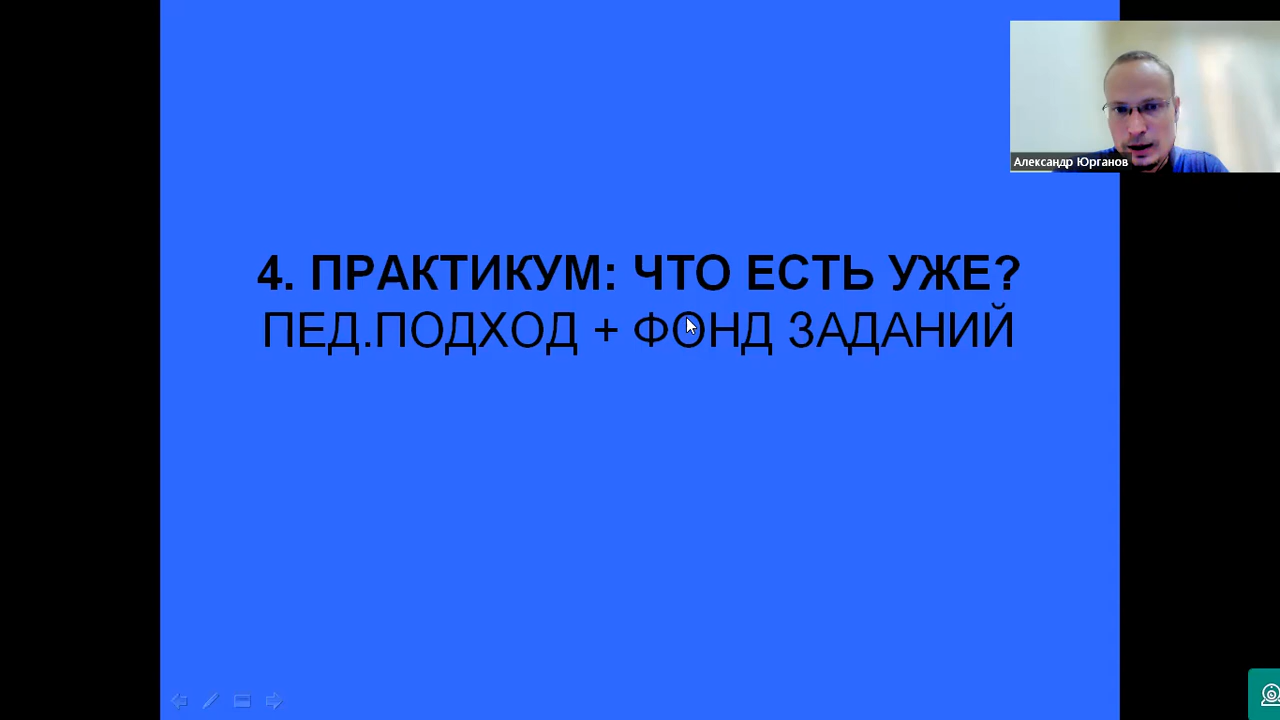 Александр Юрганов
4. ПРАКТИКУМ: ЧТО ЕСТЬ УЖЕ?
ПЕД.ПОДХОД + ФОНД ЗАДАНИЙ